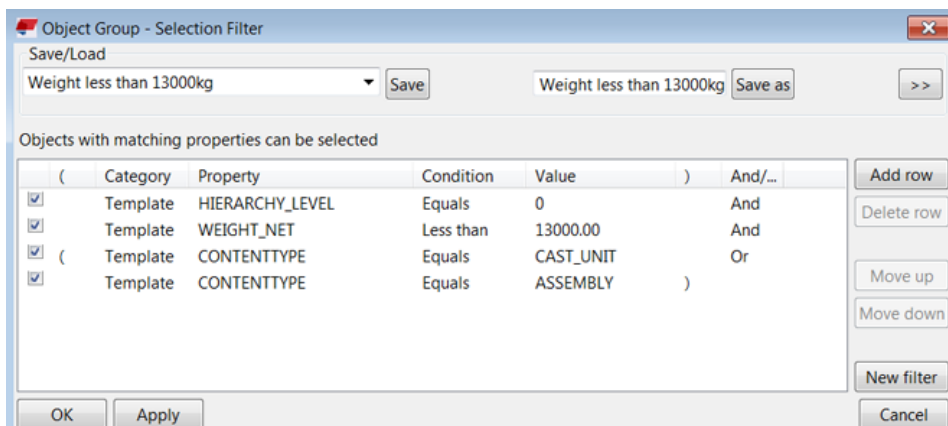 Object Group - Selection Filter
Save/Load
Weight less than 13000kg Save Weight less than 13000kg Save as >>
Objects with matching properties can be selected
( Category Property Condition Value ) And/... Add row
Template HIERARCHY_LEVEL Equals 0 And
Delete row
Template WEIGHT_NET Less than 13000.00 And
( Template CONTENTTYPE Equals CAST_UNIT Or
Template CONTENTTYPE Equals ASSEMBLY )
Move up
Move down
New filter
OK Apply Cancel